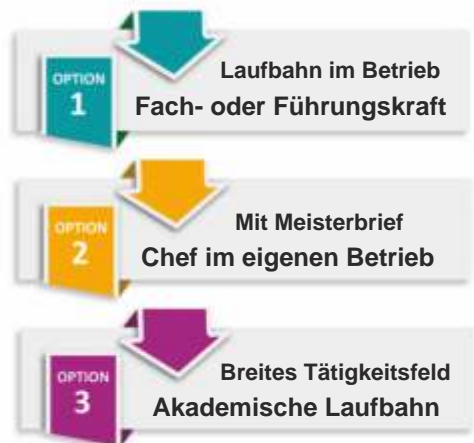 OPTION
1
Laufbahn im Betrieb
Fach- oder Führungskraft
OPTION
2
Mit Meisterbrief
Chef im eigenen Betrieb
OPTION
3
Breites Tätigkeitsfeld
Akademische Laufbahn